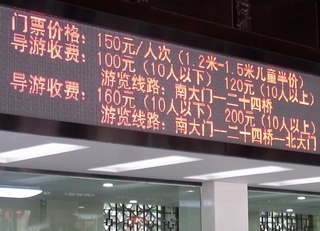 门票价格：150元/人次（1.2米-1.5米儿童半价）
导游收费：100元（10人以下）120元（10人以上）
游览线路：南大门—二十四桥
导游收费：160元（10人以下）200元（10人以上）
游览线路：南大门—二十四桥—北大门